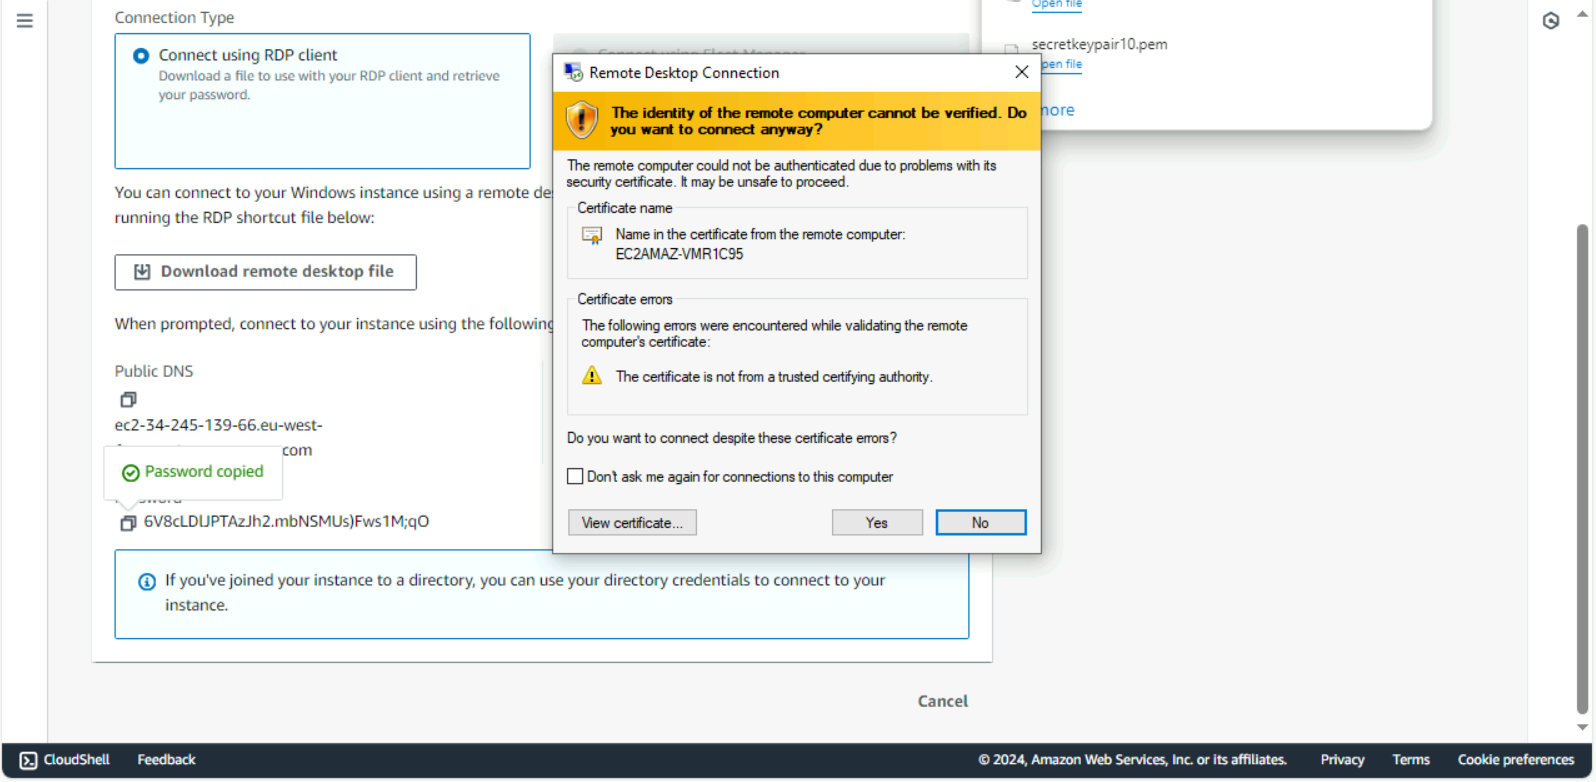 Connection Type
Connect using RDP client
Download a file to use with your RDP client and retrieve
your password.
You can connect to your Windows instance using a remote de
running the RDP shortcut file below:
Download remote desktop file
When prompted, connect to your instance using the following
Public DNS
ec2-34-245-139-66.eu-west-
com
Password copied
6V8cLDUPTAzJh2.mbNSMUs)Fws1M;qO
If you've joined your instance to a directory, you can use your directory credentials to connect to your
instance.
Cancel
Open file
secretkeypair10.pem
pen file
more
Remote Desktop Connection
The identity of the remote computer cannot be verified. Do
you want to connect anyway?
The remote computer could not be authenticated due to problems with its
security certificate. It may be unsafe to proceed.
Certificate name
Name in the certificate from the remote computer:
EC2AMAZ-VMR1C95
Certificate errors
The following errors were encountered while validating the remote
computer's certificate:
The certificate is not from a trusted certifying authority.
Do you want to connect despite these certificate errors?
Don't ask me again for connections to this computer
View certificate...
Yes
No
CloudShell
Feedback
© 2024, Amazon Web Services, Inc. or its affiliates.
Privacy
Terms
Cookie preferences